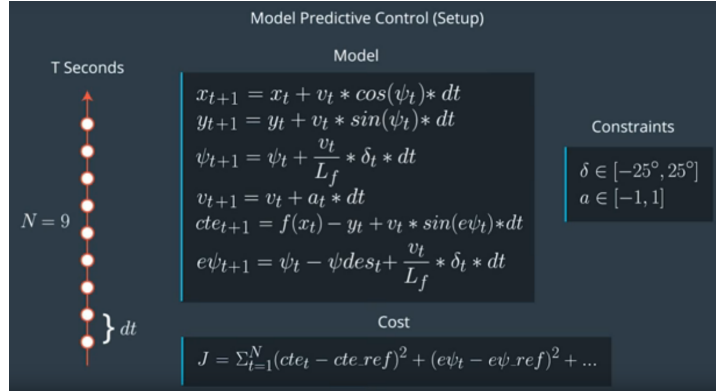 Model Predictive Control (Setup)
Model
T Seconds
x_{t+1} = x_t + v_t * cos(ψ_t) * dt
y_{t+1} = y_t + v_t * sin(ψ_t) * dt
ψ_{t+1} = ψ_t + \frac{v_t}{L_f} * δ_t * dt
v_{t+1} = v_t + a_t * dt
cte_{t+1} = f(x_t) − y_t + v_t * sin(eψ_t) * dt
eψ_{t+1} = ψ_t − ψdes_t + \frac{v_t}{L_f} * δ_t * dt
Constraints
δ ∈ [−25°, 25°]
a ∈ [−1, 1]
N = 9
} dt
Cost
J = Σ_{t=1}^{N} (cte_t − cte_ref)^2 + (eψ_t − eψ_ref)^2 + ...